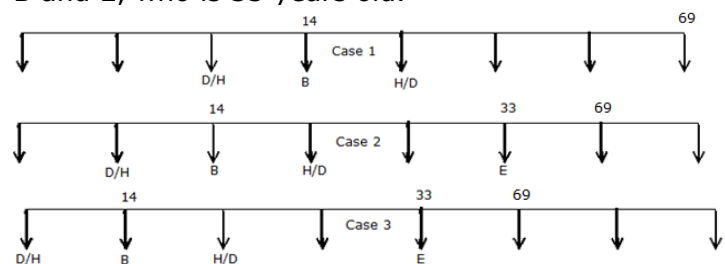 B and E, who is 33-years old.
14 69
Case 1
D/H B H/D
14 33 69
Case 2
D/H B H/D E
14 33 69
Case 3
D/H B H/D E